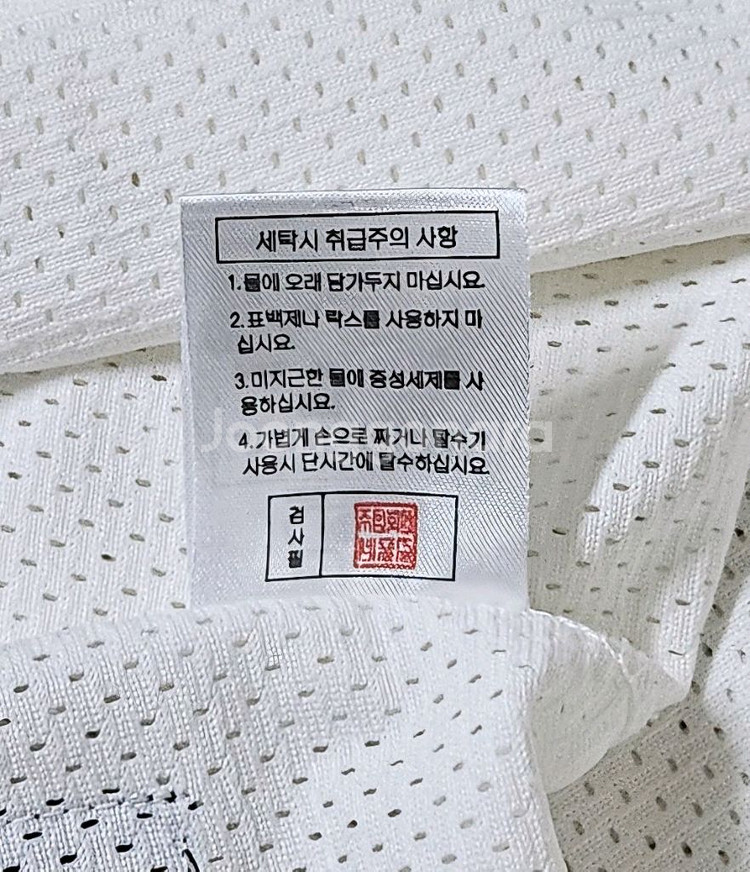 세탁시 취급주의 사항
1.물에 오래 담가두지 마십시요.
2.표백제나 락스를 사용하지 마
십시요.
3.미지근한 물에 중성세제를 사
용하십시요.
4.가볍게 손으로 짜거나 탈수기
사용시 단시간에 탈수하십시요.
검사필